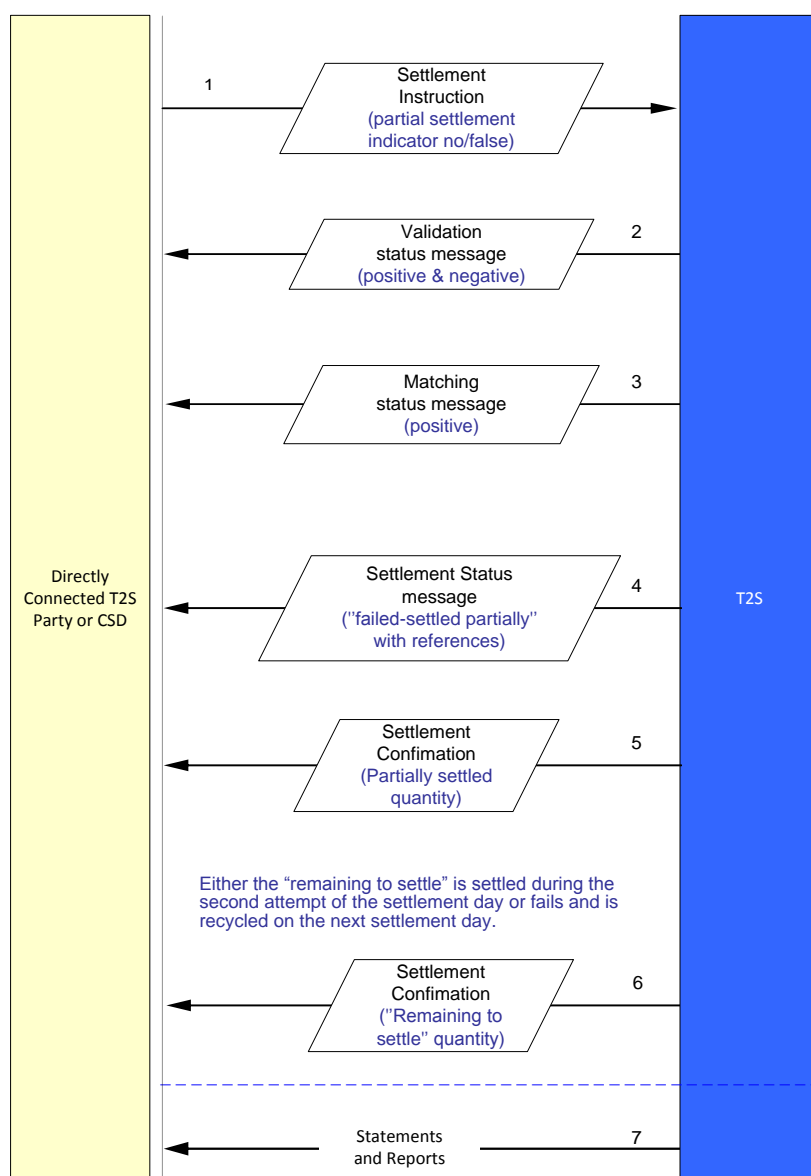 1
Settlement
Instruction
(partial settlement
indicator no/false)
Validation
status message
(positive & negative)
2
Matching
status message
(positive)
3
Directly
Connected T2S
Party or CSD
Settlement Status
message
("failed-settled partially"
with references)
4
T2S
Settlement
Confimation
(Partially settled
quantity)
5
Either the “remaining to settle” is settled during the
second attempt of the settlement day or fails and is
recycled on the next settlement day.
Settlement
Confimation
("Remaining to
settle" quantity)
6
Statements
and Reports
7